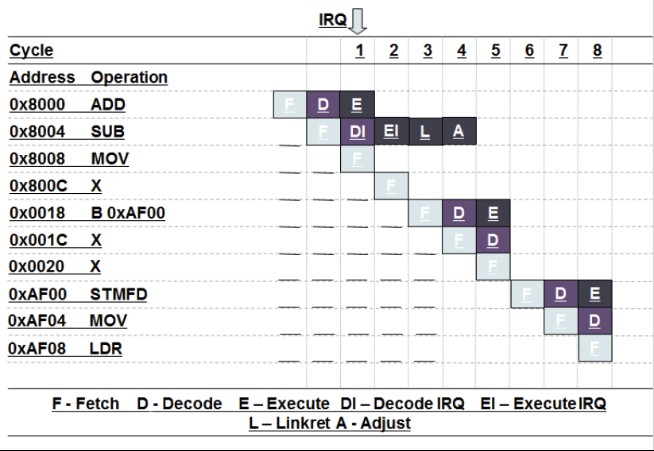 IRQ
Cycle 1 2 3 4 5 6 7 8
Address Operation
0x8000 ADD F D E
0x8004 SUB F DI EI L A
0x8008 MOV F
0x800C X F
0x0018 B 0xAF00 F D E
0x001C X F D
0x0020 X F
0xAF00 STMFD F D E
0xAF04 MOV F D
0xAF08 LDR F
F - Fetch D - Decode E – Execute DI – Decode IRQ EI – Execute IRQ
L – Linkret A - Adjust